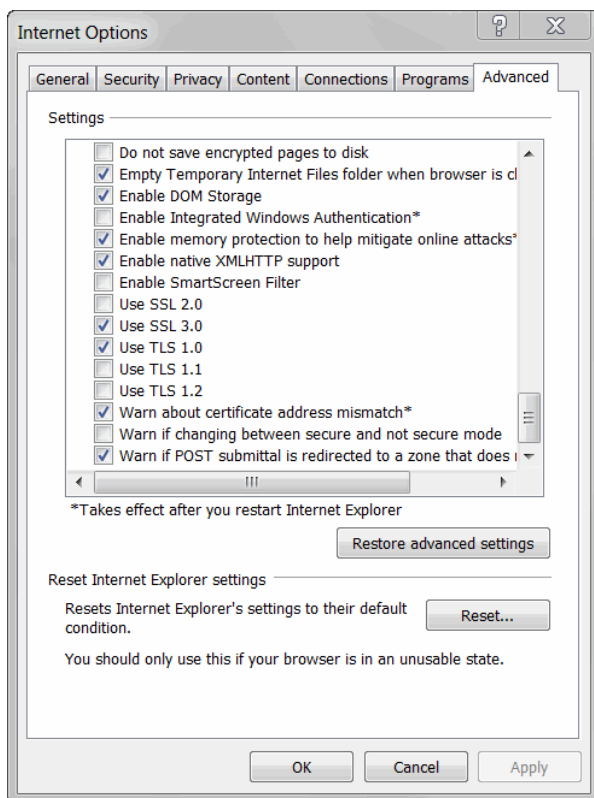 Internet Options
General Security Privacy Content Connections Programs Advanced
Settings
Do not save encrypted pages to disk
Empty Temporary Internet Files folder when browser is cl
Enable DOM Storage
Enable Integrated Windows Authentication*
Enable memory protection to help mitigate online attacks*
Enable native XMLHTTP support
Enable SmartScreen Filter
Use SSL 2.0
Use SSL 3.0
Use TLS 1.0
Use TLS 1.1
Use TLS 1.2
Warn about certificate address mismatch*
Warn if changing between secure and not secure mode
Warn if POST submittal is redirected to a zone that does
*Takes effect after you restart Internet Explorer
Restore advanced settings
Reset Internet Explorer settings
Resets Internet Explorer's settings to their default
condition.
Reset...
You should only use this if your browser is in an unusable state.
OK Cancel Apply